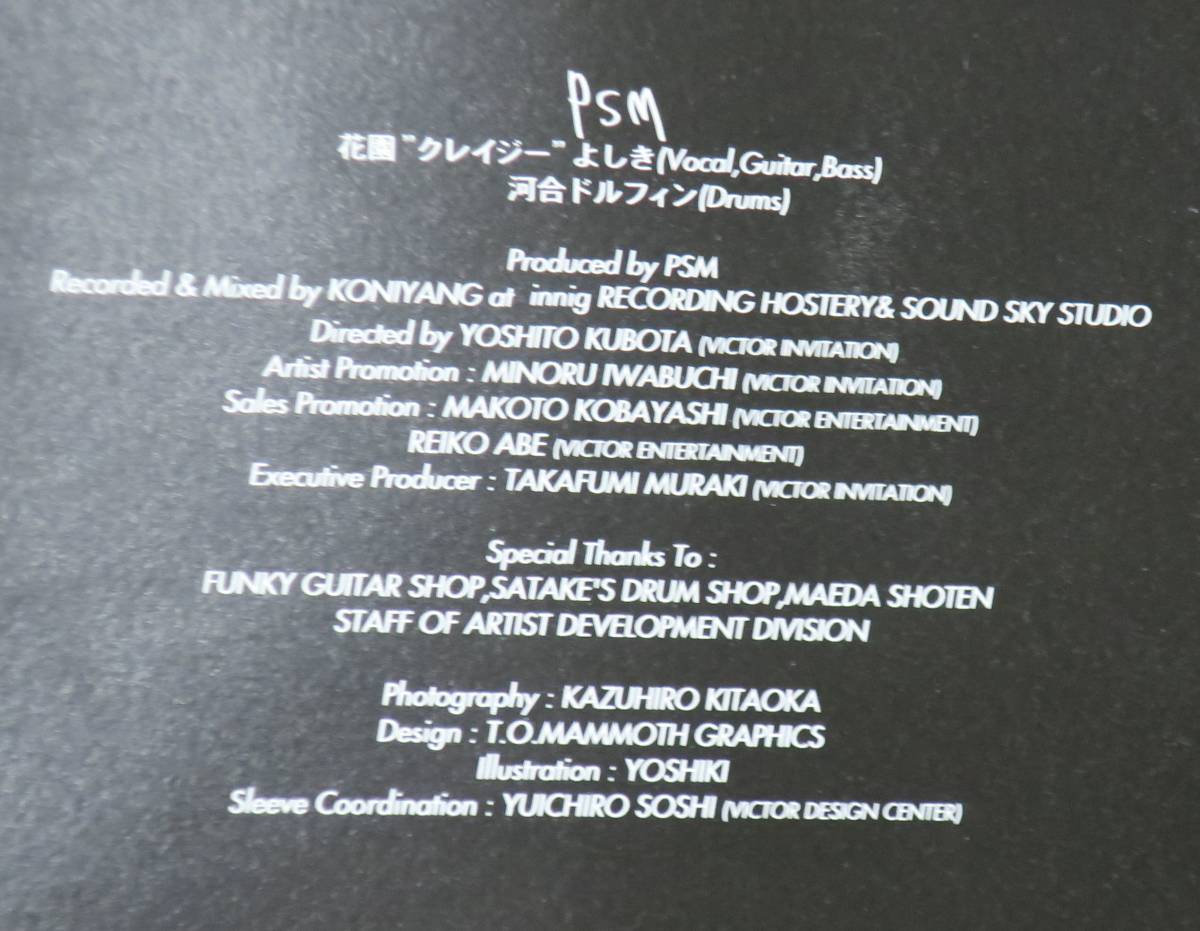 PSM
花園"クレイジー"よしき(Vocal,Guitar,Bass)
河合ドルフィン(Drums)
Produced by PSM
Recorded & Mixed by KONIYANG at innig RECORDING HOSTERY& SOUND SKY STUDIO
Directed by YOSHITO KUBOTA (VICTOR INVITATION)
Artist Promotion : MINORU IWABUCHI (VICTOR INVITATION)
Sales Promotion : MAKOTO KOBAYASHI (VICTOR ENTERTAINMENT)
REIKO ABE (VICTOR ENTERTAINMENT)
Executive Producer : TAKAFUMI MURAKI (VICTOR INVITATION)
Special Thanks To :
FUNKY GUITAR SHOP,SATAKE'S DRUM SHOP,MAEDA SHOTEN
STAFF OF ARTIST DEVELOPMENT DIVISION
Photography : KAZUHIRO KITAOKA
Design : T.O.MAMMOTH GRAPHICS
Illustration : YOSHIKI
Sleeve Coordination : YUICHIRO SOSHI (VICTOR DESIGN CENTER)